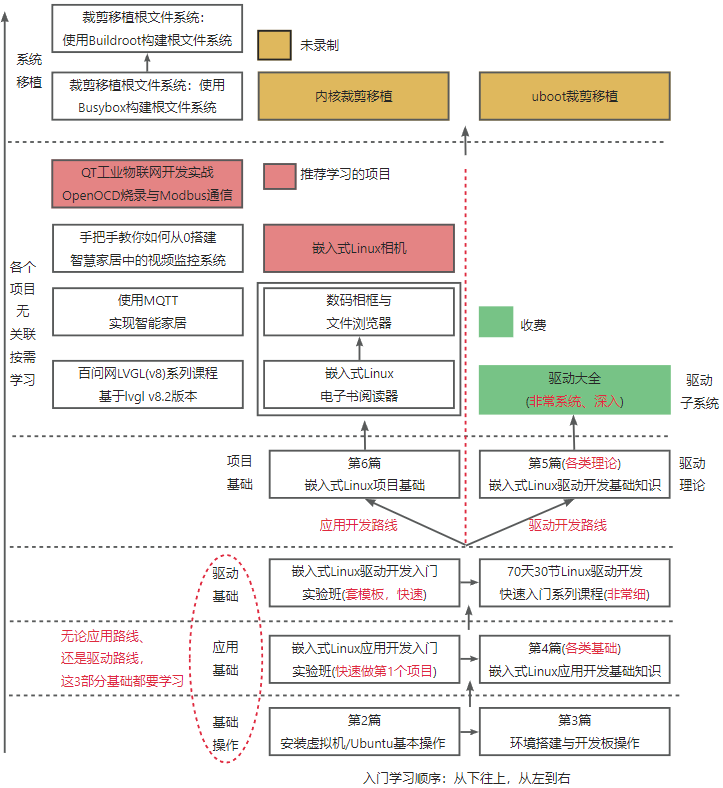 裁剪移植根文件系统：
使用Buildroot构建根文件系统
未录制
系统
移植
裁剪移植根文件系统：使用
Busybox构建根文件系统
内核裁剪移植
uboot裁剪移植
QT工业物联网开发实战
OpenOCD烧录与Modbus通信
推荐学习的项目
手把手教你如何从0搭建
智慧家居中的视频监控系统
嵌入式Linux相机
各个
项目
无
关联
按需
学习
使用MQTT
实现智能家居
数码相框与
文件浏览器
收费
百问网LVGL(v8)系列课程
基于lvgl v8.2版本
嵌入式Linux
电子书阅读器
驱动大全
(非常系统、深入)
驱动
子系统
项目
基础
第6篇
嵌入式Linux项目基础
第5篇(各类理论)
嵌入式Linux驱动开发基础知识
驱动
理论
应用开发路线
驱动开发路线
驱动
基础
嵌入式Linux驱动开发入门
实验班(套模板，快速)
70天30节Linux驱动开发
快速入门系列课程(非常细)
无论应用路线、
还是驱动路线，
这3部分基础都要学习
应用
基础
嵌入式Linux应用开发入门
实验班(快速做第1个项目)
第4篇(各类基础)
嵌入式Linux应用开发基础知识
基础
操作
第2篇
安装虚拟机/Ubuntu基本操作
第3篇
环境搭建与开发板操作
入门学习顺序：从下往上，从左到右